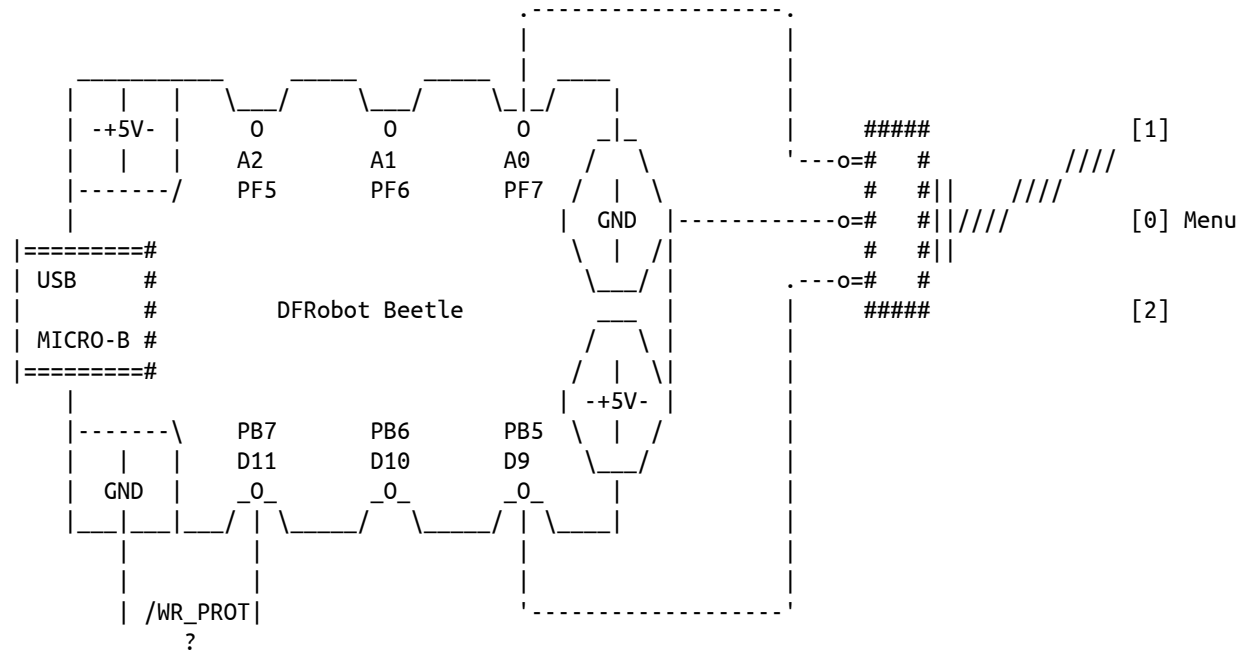 -+5V- O O O [1]
A2 A1 A0
PF5 PF6 PF7
GND [0] Menu
USB
DFRobot Beetle [2]
MICRO-B
-+5V-
PB7 PB6 PB5
D11 D10 D9
GND _O_ _O_ _O_
/WR_PROT
?